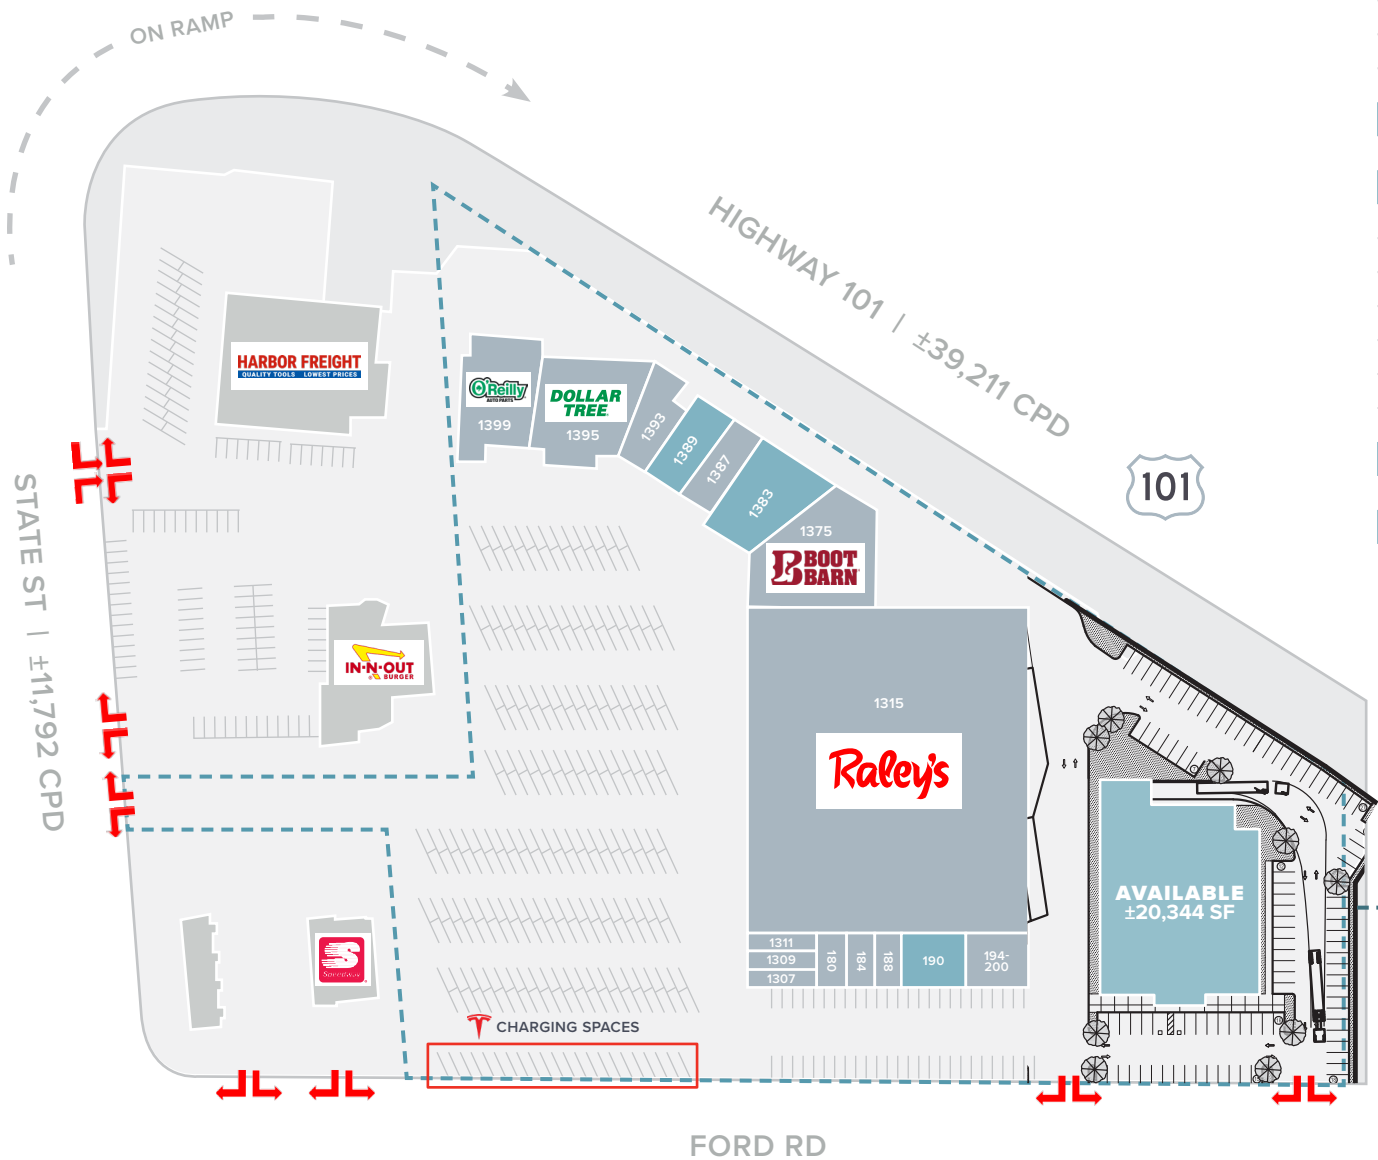 ON RAMP
HIGHWAY 101 | ±39,211 CPD
101
STATE ST | ±11,792 CPD
HARBOR FREIGHT
QUALITY TOOLS LOWEST PRICES
O'Reilly
AUTO PARTS
1399
DOLLAR
TREE
1395
1393
1389
1387
1383
1375
BOOT
BARN
IN-N-OUT
BURGER
1315
Raley's
AVAILABLE
±20,344 SF
1311
1309
1307
180
184
188
190
194-
200
Speedway
CHARGING SPACES
FORD RD